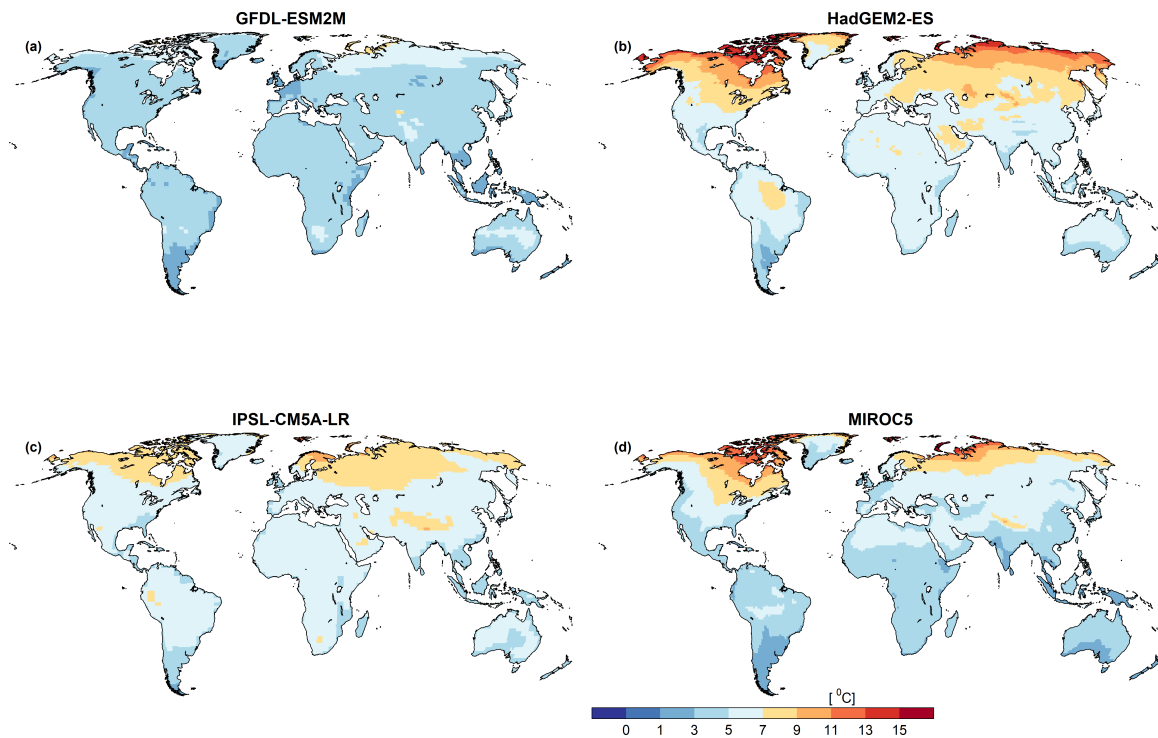 GFDL-ESM2M
HadGEM2-ES
(a)
(b)
IPSL-CM5A-LR
MIROC5
(c)
(d)
[ ⁰C]
0 1 3 5 7 9 11 13 15